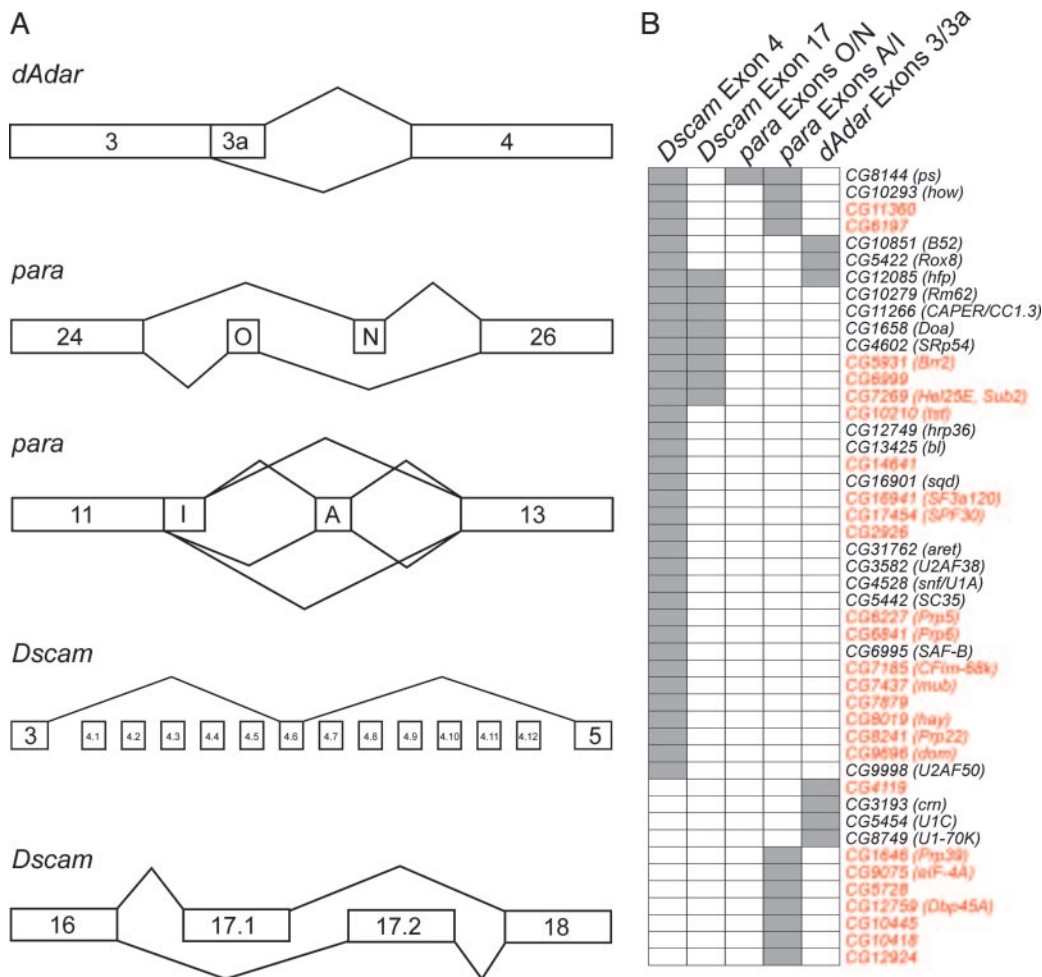 A
dAdar
3
3a
4
para
24
O
N
26
para
11
I
A
13
Dscam
3
4.1
4.2
4.3
4.4
4.5
4.6
4.7
4.8
4.9
4.10
4.11
4.12
5
Dscam
16
17.1
17.2
18
B
Dscam Exon 4
Dscam Exon 17
para Exons O/N
para Exons A/I
dAdar Exons 3/3a
CG8144 (ps)
CG10293 (how)
CG11360
CG6197
CG10851 (B52)
CG5422 (Rox8)
CG12085 (hfp)
CG10279 (Rm62)
CG11266 (CAPER/CC1.3)
CG1658 (Doa)
CG4602 (SRp54)
CG5931 (Brr2)
CG6999
CG7269 (Hel25E, Sub2)
CG10210 (tst)
CG12749 (hrp36)
CG13425 (bl)
CG14641
CG16901 (sqd)
CG16941 (SF3a120)
CG17454 (SPF30)
CG2926
CG31762 (aret)
CG3582 (U2AF38)
CG4528 (snf/U1A)
CG5442 (SC35)
CG6227 (Prp5)
CG6841 (Prp6)
CG6995 (SAF-B)
CG7185 (CFIm-68k)
CG7437 (mub)
CG7879
CG8019 (hay)
CG8241 (Prp22)
CG9696 (dom)
CG9998 (U2AF50)
CG4119
CG3193 (crn)
CG5454 (U1C)
CG8749 (U1-70K)
CG1646 (Prp39)
CG9075 (eIF-4A)
CG5728
CG12759 (Dbp45A)
CG10445
CG10418
CG12924